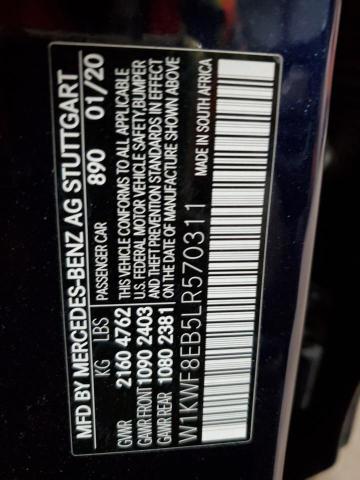 MFD BY MERCEDES-BENZ AG STUTTGART
890 01/20
PASSENGER CAR
KG LBS
GVWR 2160 4762
GAWR FRONT 1090 2403
GAWR REAR 1080 2381
THIS VEHICLE CONFORMS TO ALL APPLICABLE
U.S. FEDERAL MOTOR VEHICLE SAFETY,BUMPER
AND THEFT PREVENTION STANDARDS IN EFFECT
ON THE DATE OF MANUFACTURE SHOWN ABOVE
W1KWF8EB5LR570311
MADE IN SOUTH AFRICA